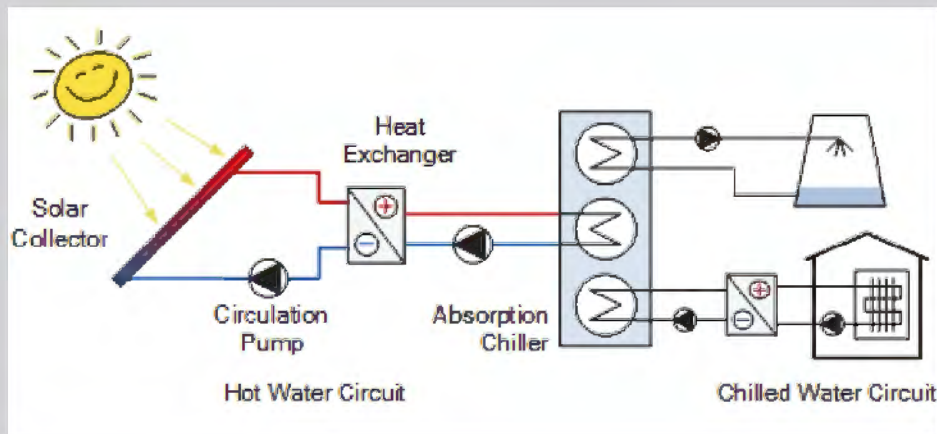 Heat
Exchanger
Solar
Collector
Circulation
Pump
Absorption
Chiller
Hot Water Circuit
Chilled Water Circuit